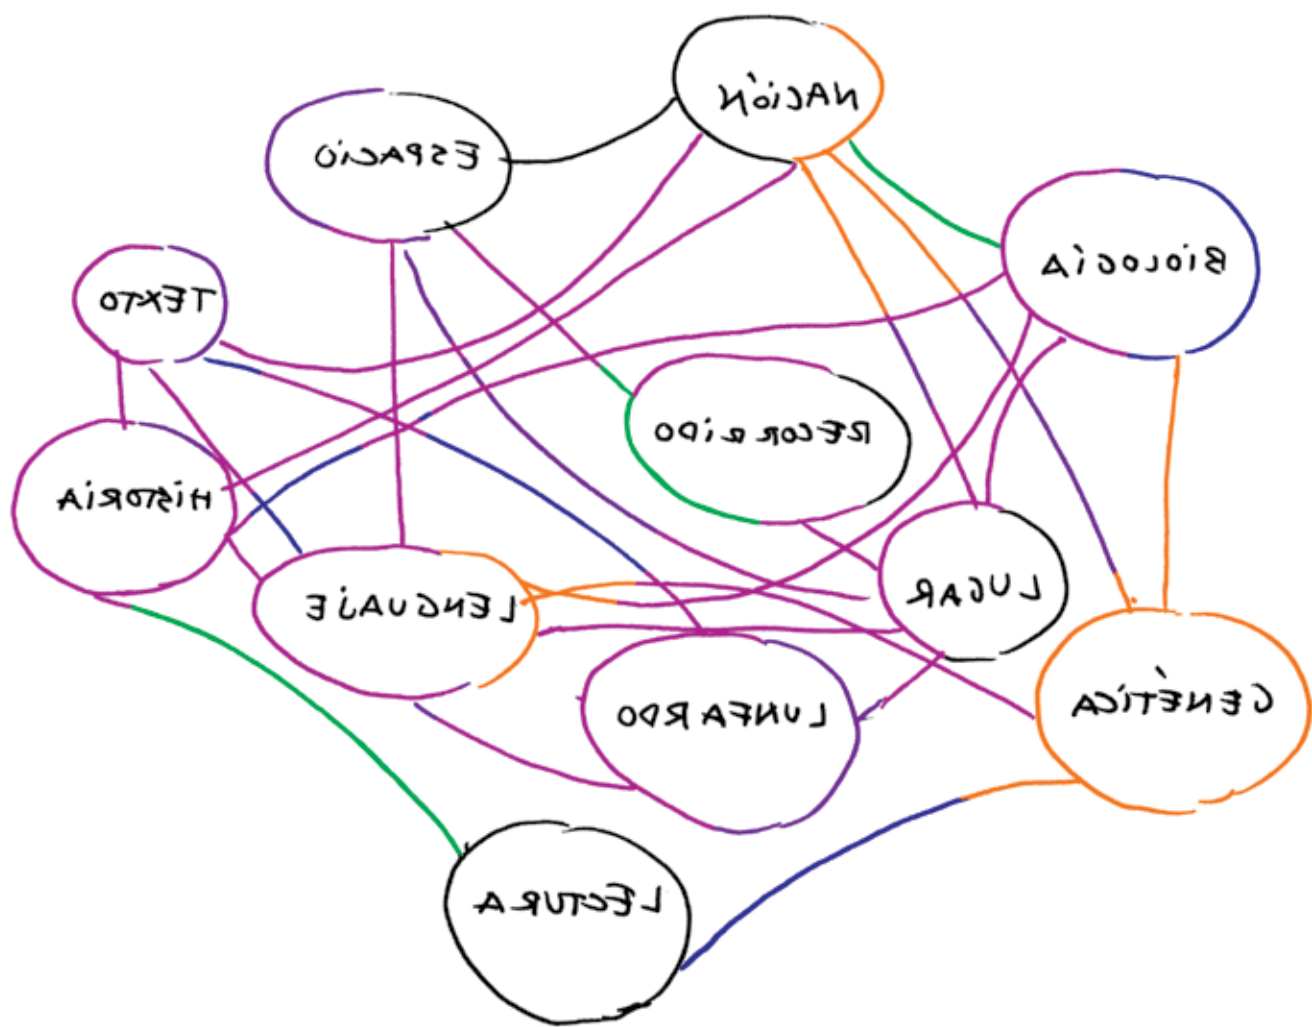 NACIÓN
ESPACIO
BIOLOGÍA
TEXTO
RECORRIDO
HISTORIA
LUGAR
LENGUAJE
GENÉTICA
LUNFARDO
LECTURA